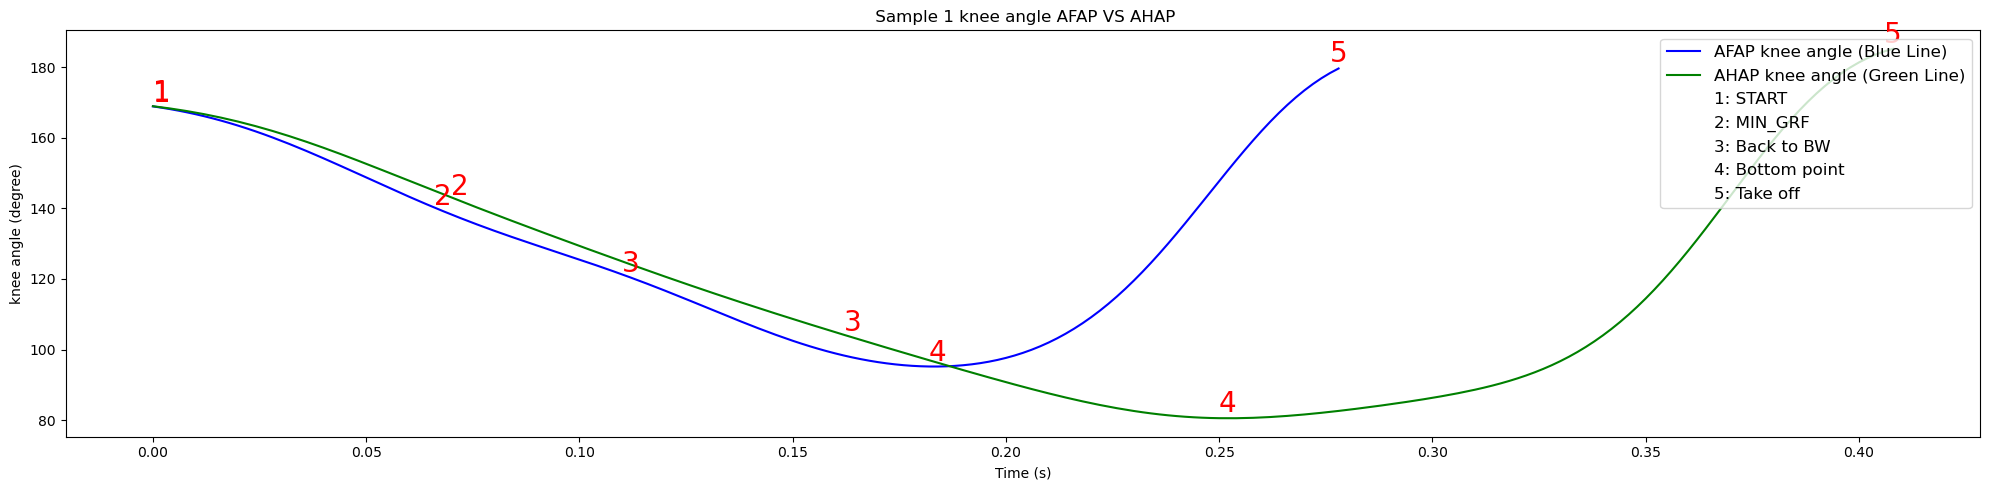 Sample 1 knee angle AFAP VS AHAP
knee angle (degree)
180
160
140
120
100
80
1
1
2
2
3
3
4
4
5
5
AFAP knee angle (Blue Line)
AHAP knee angle (Green Line)
1: START
2: MIN_GRF
3: Back to BW
4: Bottom point
5: Take off
0.00 0.05 0.10 0.15 0.20 0.25 0.30 0.35 0.40
Time (s)